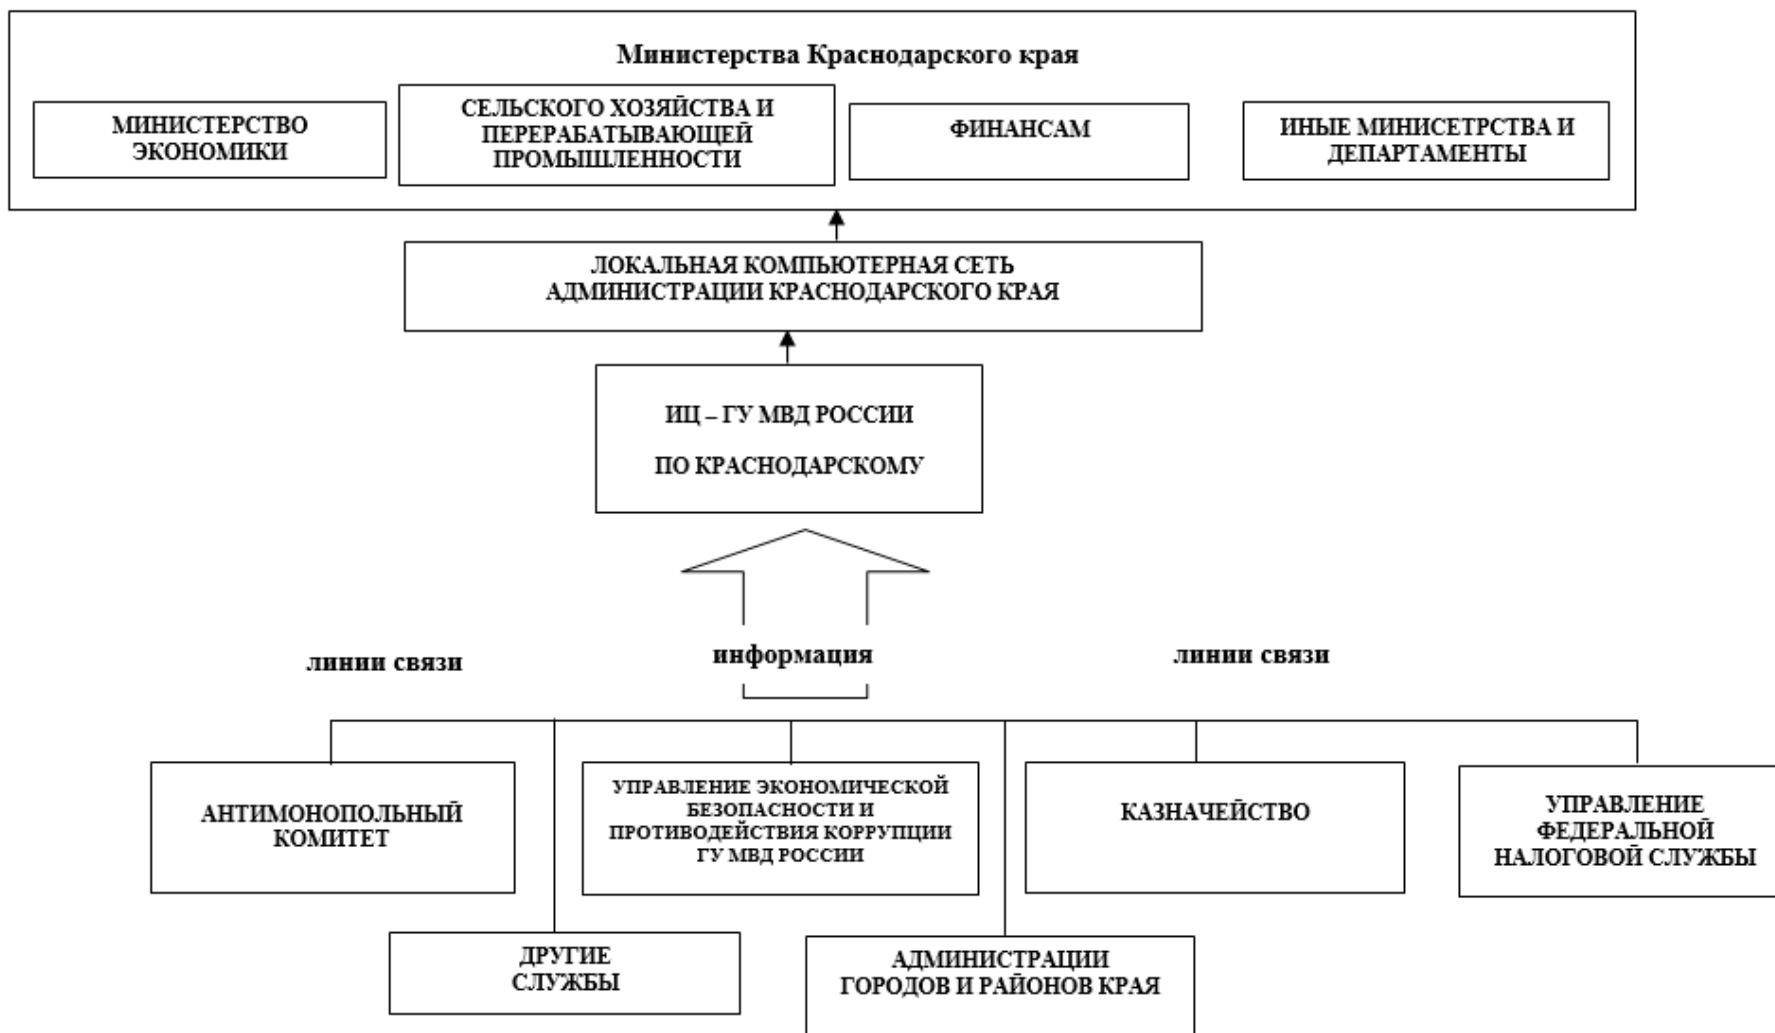 Министерства Краснодарского края
МИНИСТЕРСТВО
ЭКОНОМИКИ
СЕЛЬСКОГО ХОЗЯЙСТВА И
ПЕРЕРАБАТЫВАЮЩЕЙ
ПРОМЫШЛЕННОСТИ
ФИНАНСАМ
ИНЫЕ МИНИСЕТРСТВА И
ДЕПАРТАМЕНТЫ
ЛОКАЛЬНАЯ КОМПЬЮТЕРНАЯ СЕТЬ
АДМИНИСТРАЦИИ КРАСНОДАРСКОГО КРАЯ
ИЦ – ГУ МВД РОССИИ
ПО КРАСНОДАРСКОМУ
линии связи
информация
линии связи
АНТИМОНОПОЛЬНЫЙ
КОМИТЕТ
УПРАВЛЕНИЕ ЭКОНОМИЧЕСКОЙ
БЕЗОПАСНОСТИ И
ПРОТИВОДЕЙСТВИЯ КОРРУПЦИИ
ГУ МВД РОССИИ
КАЗНАЧЕЙСТВО
УПРАВЛЕНИЕ
ФЕДЕРАЛЬНОЙ
НАЛОГОВОЙ СЛУЖБЫ
ДРУГИЕ
СЛУЖБЫ
АДМИНИСТРАЦИИ
ГОРОДОВ И РАЙОНОВ КРАЯ